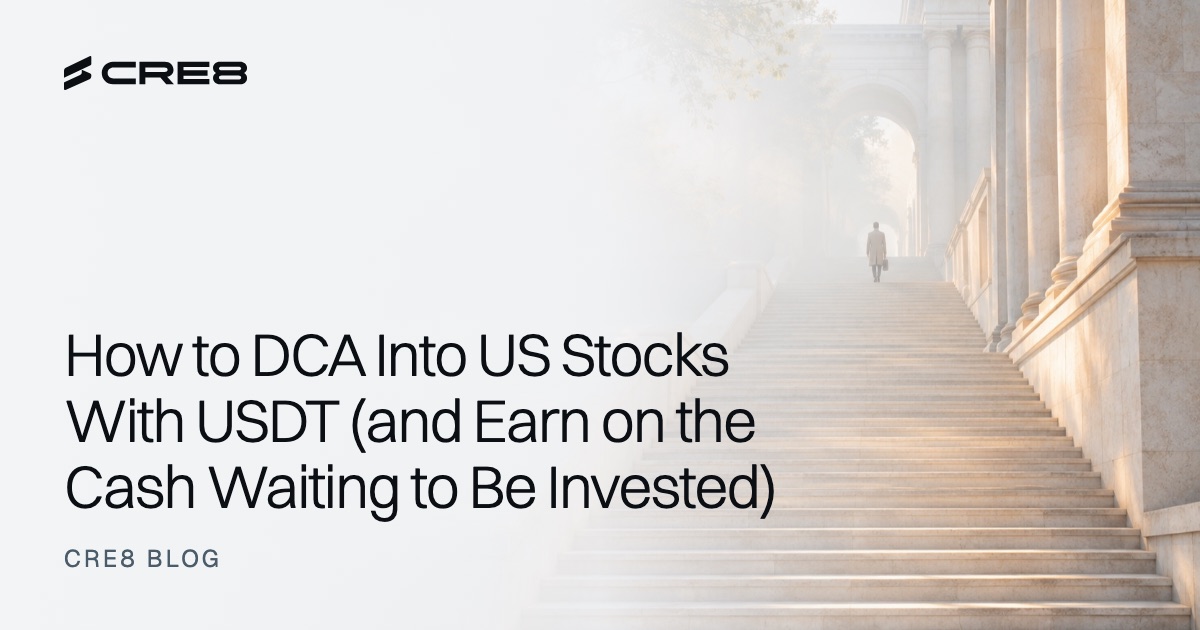 CRE8
How to DCA Into US Stocks
With USDT (and Earn on the
Cash Waiting to Be Invested)
CRE8 BLOG